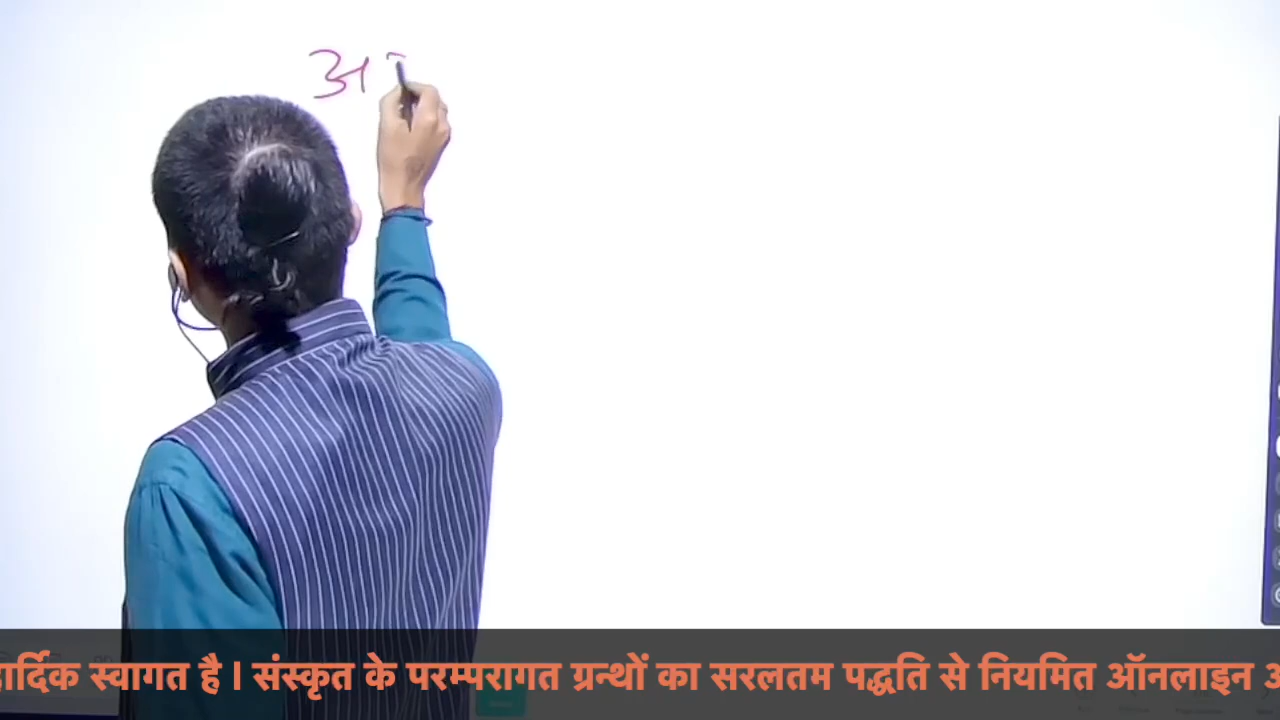 अ
हार्दिक स्वागत है । संस्कृत के परम्परागत ग्रन्थों का सरलतम पद्धति से नियमित ऑनलाइन